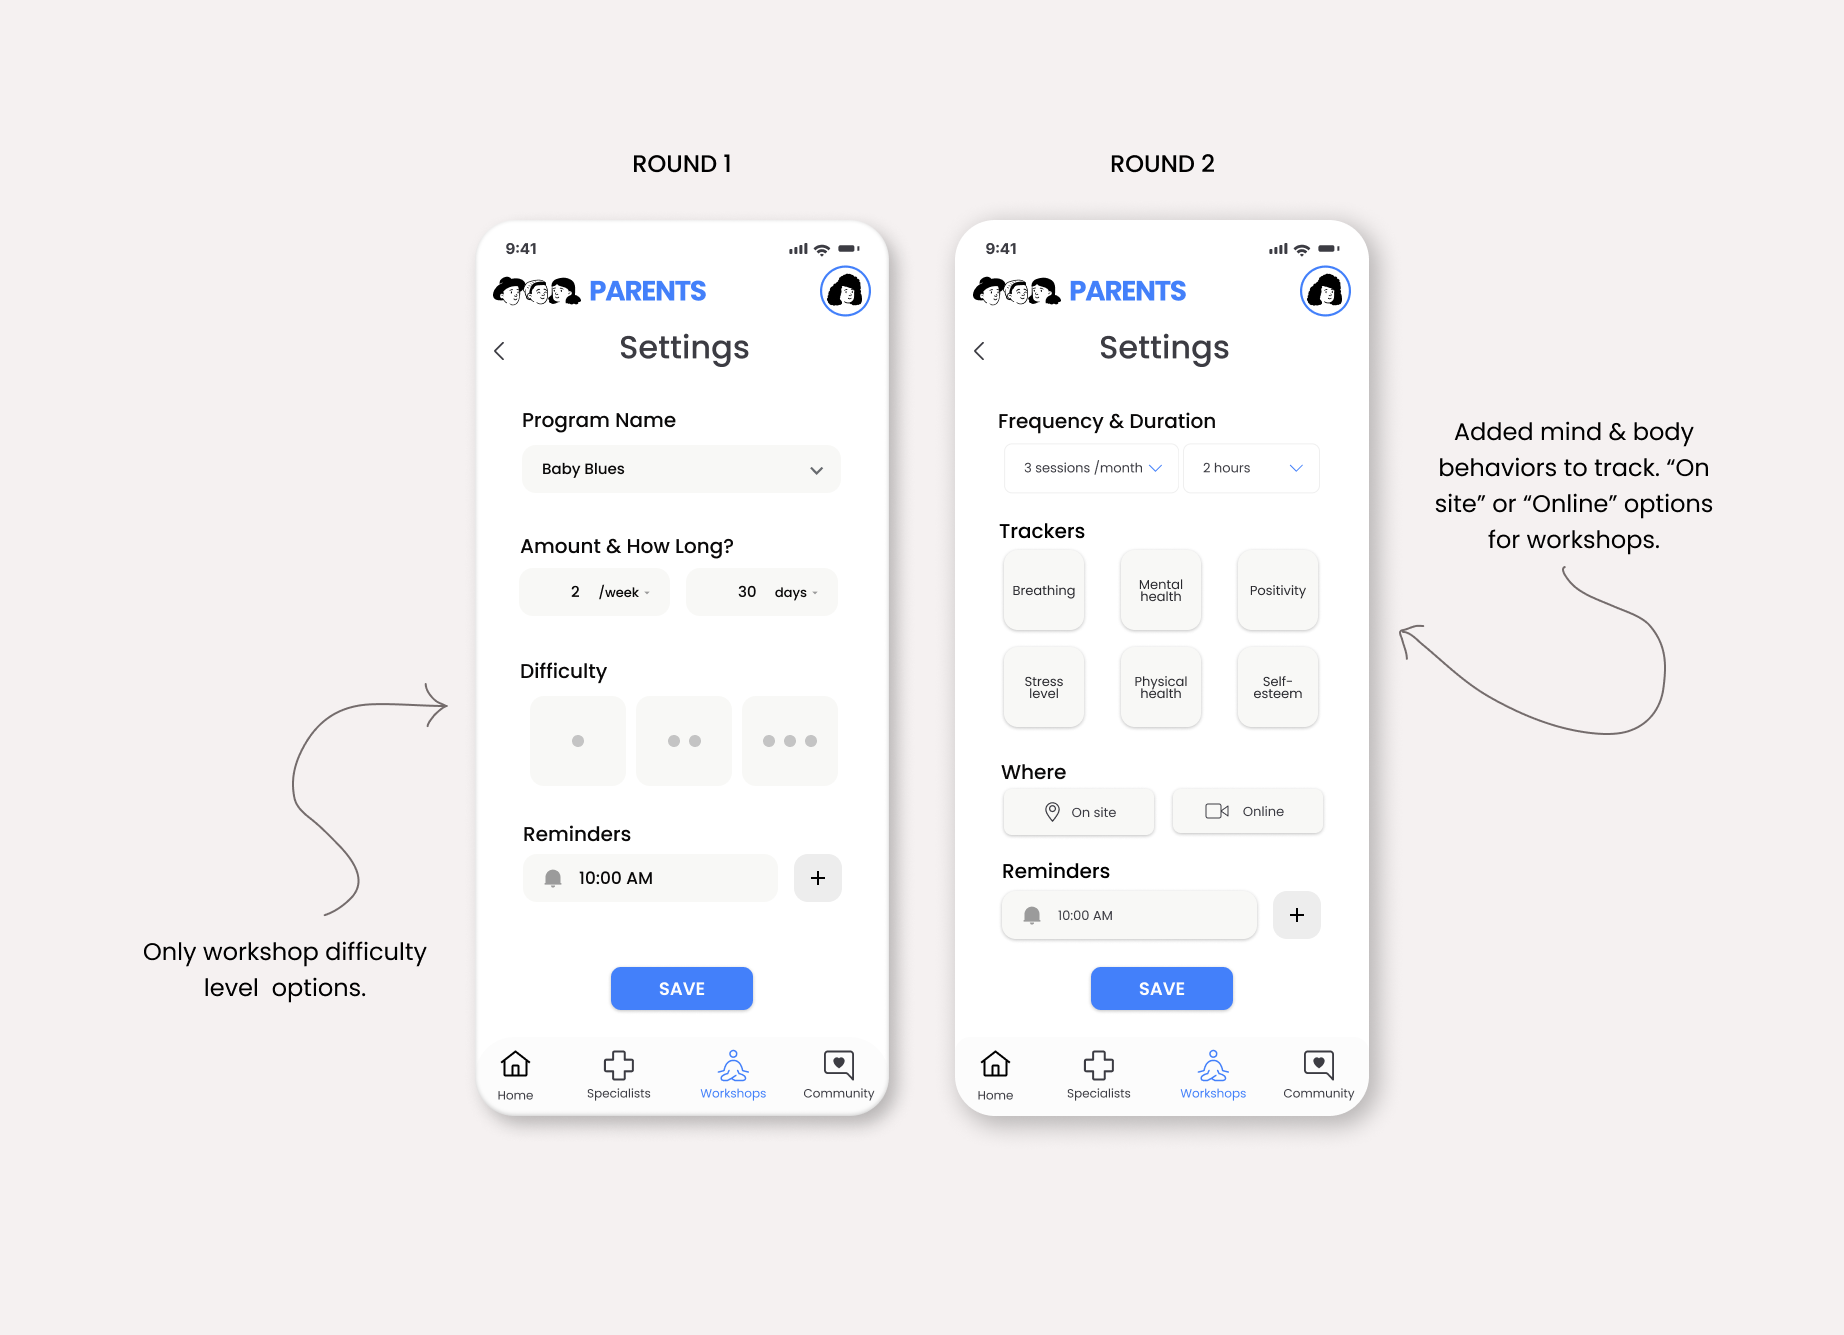 ROUND 1
9:41
PARENTS
Settings
Program Name
Baby Blues
Amount & How Long?
2 /week
30 days
Difficulty
Reminders
10:00 AM
+
SAVE
Home
Specialists
Workshops
Community
Only workshop difficulty
level options.
ROUND 2
9:41
PARENTS
Settings
Frequency & Duration
3 sessions /month
2 hours
Trackers
Breathing
Mental
health
Positivity
Stress
level
Physical
health
Self-
esteem
Where
On site
Online
Reminders
10:00 AM
+
SAVE
Home
Specialists
Workshops
Community
Added mind & body
behaviors to track. “On
site” or “Online” options
for workshops.